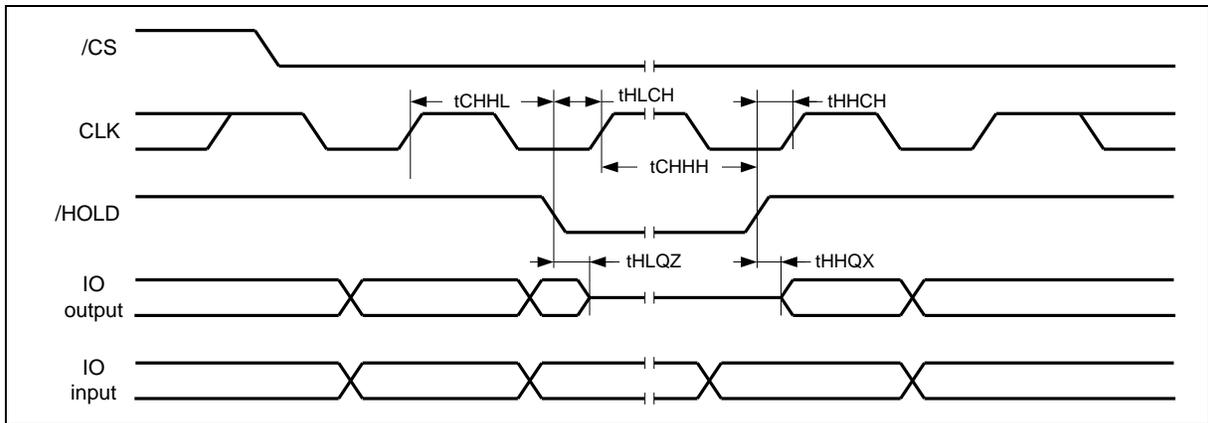 /CS
tCHHL
tHLCH
tHHCH
CLK
tCHHH
/HOLD
tHLQZ
tHHQX
IO
output
IO
input